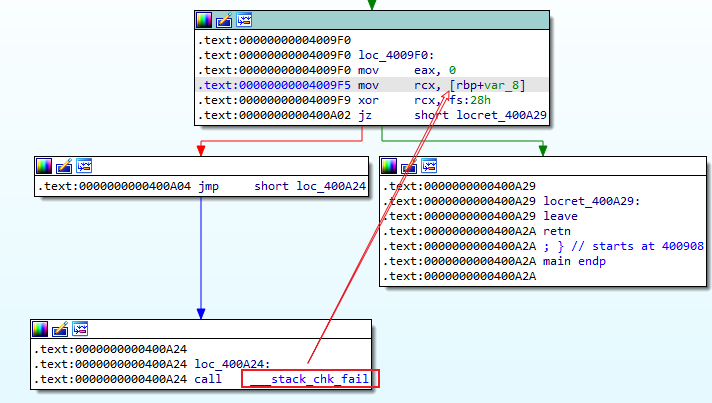 .text:00000000004009F0
.text:00000000004009F0 loc_4009F0:
.text:00000000004009F0 mov eax, 0
.text:00000000004009F5 mov rcx, [rbp+var_8]
.text:00000000004009F9 xor rcx, fs:28h
.text:0000000000400A02 jz short locret_400A29
.text:0000000000400A04 jmp short loc_400A24
.text:0000000000400A29
.text:0000000000400A29 locret_400A29:
.text:0000000000400A29 leave
.text:0000000000400A2A retn
.text:0000000000400A2A ; } // starts at 400908
.text:0000000000400A2A main endp
.text:0000000000400A2A
.text:0000000000400A24
.text:0000000000400A24 loc_400A24:
.text:0000000000400A24 call ___stack_chk_fail